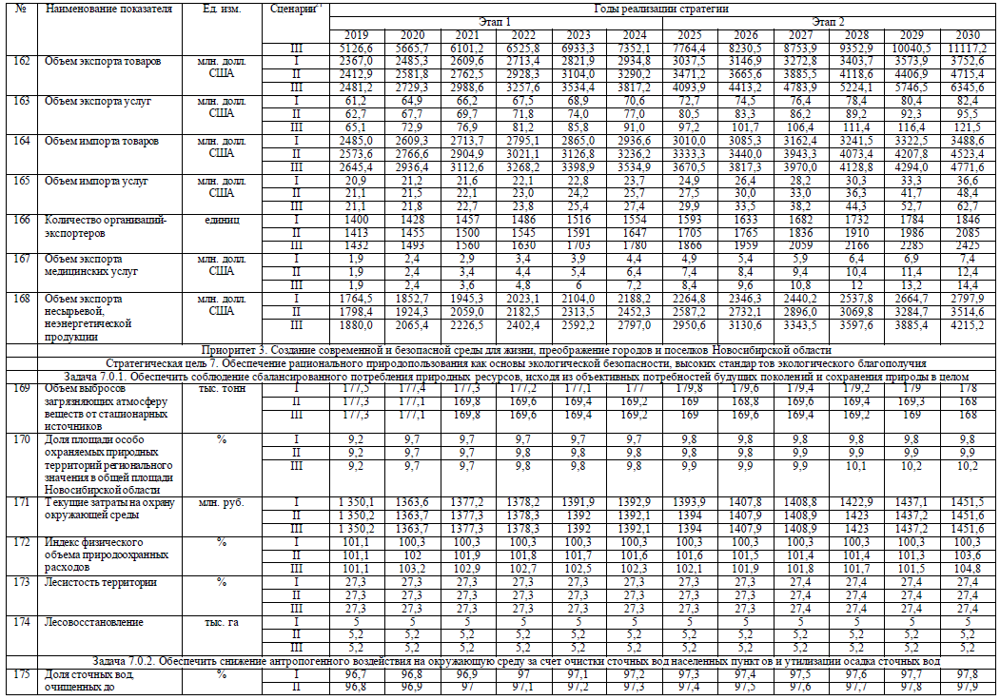 № Наименование показателя Ед. изм. Сценарии²¹ Годы реализации стратегии
Этап 1 Этап 2
2019 2020 2021 2022 2023 2024 2025 2026 2027 2028 2029 2030
III 5126,6 5665,7 6101,2 6525,8 6933,3 7352,1 7764,4 8230,5 8753,9 9352,9 10040,5 11117,2
162 Объем экспорта товаров млн. долл. I 2367,0 2485,3 2609,6 2713,4 2821,9 2934,8 3037,5 3146,9 3272,8 3403,7 3573,9 3752,6
США II 2412,9 2581,8 2762,5 2928,3 3104,0 3290,2 3471,2 3665,6 3885,5 4118,6 4406,9 4715,4
III 2481,2 2729,3 2988,6 3257,6 3534,4 3817,2 4093,9 4413,2 4783,9 5224,1 5746,5 6345,6
163 Объем экспорта услуг млн. долл. I 61,2 64,9 66,2 67,5 68,9 70,6 72,7 74,5 76,4 78,4 80,4 82,4
США II 62,7 67,7 69,7 71,8 74,0 77,0 80,5 83,3 86,2 89,2 92,3 95,5
III 65,1 72,9 76,9 81,2 85,8 91,0 97,2 101,7 106,4 111,4 116,4 121,5
164 Объем импорта товаров млн. долл. I 2485,0 2609,3 2713,7 2795,1 2865,0 2936,6 3010,0 3085,3 3162,4 3241,5 3322,5 3488,6
США II 2573,6 2766,6 2904,9 3021,1 3126,8 3236,2 3333,3 3440,0 3943,3 4073,4 4207,8 4523,4
III 2645,4 2936,4 3112,6 3268,2 3398,9 3534,9 3670,5 3817,3 3970,0 4128,8 4294,0 4771,6
165 Объем импорта услуг млн. долл. I 20,9 21,2 21,6 22,1 22,8 23,7 24,9 26,4 28,2 30,3 33,3 36,6
США II 21,1 21,5 22,1 23,0 24,2 25,7 27,5 30,0 33,0 36,3 41,7 48,4
III 21,1 21,8 22,7 23,8 25,4 27,4 29,9 33,5 38,2 44,3 52,7 62,7
166 Количество организаций- единиц I 1400 1428 1457 1486 1516 1554 1593 1633 1682 1732 1784 1846
экспортеров II 1413 1455 1500 1545 1591 1647 1705 1765 1836 1910 1986 2085
III 1432 1493 1560 1630 1703 1780 1866 1959 2059 2166 2285 2425
167 Объем экспорта млн. долл. I 1,9 2,4 2,9 3,4 3,9 4,4 4,9 5,4 5,9 6,4 6,9 7,4
медицинских услуг США II 1,9 2,4 3,4 4,4 5,4 6,4 7,4 8,4 9,4 10,4 11,4 12,4
III 1,9 2,4 3,6 4,8 6 7,2 8,4 9,6 10,8 12 13,2 14,4
168 Объем экспорта млн. долл. I 1764,5 1852,7 1945,3 2023,1 2104,0 2188,2 2264,8 2346,3 2440,2 2537,8 2664,7 2797,9
несырьевой, США II 1798,4 1924,3 2059,0 2182,5 2313,5 2452,3 2587,2 2732,1 2896,0 3069,8 3284,7 3514,6
неэнергетической III 1880,0 2065,4 2226,5 2402,4 2592,2 2797,0 2950,6 3130,6 3343,5 3597,6 3885,4 4215,2
продукции
Приоритет 3. Создание современной и безопасной среды для жизни, преображение городов и поселков Новосибирской области
Стратегическая цель 7. Обеспечение рационального природопользования как основы экологической безопасности, высоких стандартов экологического благополучия
Задача 7.0.1. Обеспечить соблюдение сбалансированного потребления природных ресурсов, исходя из объективных потребностей будущих поколений и сохранения природы в целом
169 Объем выбросов тыс. тонн I 177,5 177,4 177,3 177,2 177,1 177 179,8 179,6 179,4 179,2 179 178
загрязняющих атмосферу II 177,3 177,1 169,8 169,6 169,4 169,2 169 168,8 169,6 169,4 169,3 168
веществ от стационарных III 177,3 177,1 169,8 169,6 169,4 169,2 169 169,6 169,4 169,2 169 168
источников
170 Доля площади особо % I 9,2 9,7 9,7 9,7 9,7 9,7 9,8 9,8 9,8 9,8 9,8 9,8
охраняемых природных II 9,2 9,7 9,7 9,8 9,8 9,8 9,8 9,9 9,9 9,9 9,9 9,9
территорий регионального III 9,2 9,7 9,7 9,8 9,8 9,8 9,9 9,9 9,9 10,1 10,2 10,2
значения в общей площади
Новосибирской области
171 Текущие затраты на охрану млн. руб. I 1 350,1 1363,6 1377,2 1378,2 1391,9 1392,9 1393,9 1407,8 1408,8 1422,9 1437,1 1451,5
окружающей среды II 1 350,2 1363,7 1377,3 1378,3 1392 1392,1 1394 1407,9 1408,9 1423 1437,2 1451,6
III 1 350,2 1363,7 1377,3 1378,3 1392 1392,1 1394 1407,9 1408,9 1423 1437,2 1451,6
172 Индекс физического % I 101,1 100,3 100,3 100,3 100,3 100,3 100,3 100,3 100,3 100,3 100,3 100,3
объема природоохранных II 101,1 102 101,9 101,8 101,7 101,6 101,6 101,5 101,4 101,4 101,3 103,6
расходов III 101,1 103,2 102,9 102,7 102,5 102,3 102,1 101,9 101,8 101,7 101,5 104,8
173 Лесистость территории % I 27,3 27,3 27,3 27,3 27,3 27,3 27,3 27,3 27,4 27,4 27,4 27,4
II 27,3 27,3 27,3 27,3 27,3 27,3 27,3 27,3 27,4 27,4 27,4 27,4
III 27,3 27,3 27,3 27,3 27,3 27,3 27,3 27,3 27,4 27,4 27,4 27,4
174 Лесовосстановление тыс. га I 5 5 5 5 5 5 5 5 5 5 5 5
II 5,2 5,2 5,2 5,2 5,2 5,2 5,2 5,2 5,2 5,2 5,2 5,2
III 5,2 5,2 5,2 5,2 5,2 5,2 5,2 5,2 5,2 5,2 5,2 5,2
Задача 7.0.2. Обеспечить снижение антропогенного воздействия на окружающую среду за счет очистки сточных вод населенных пунктов и утилизации осадка сточных вод
175 Доля сточных вод, % I 96,7 96,8 96,9 97 97,1 97,2 97,3 97,4 97,5 97,6 97,7 97,8
очищенных до II 96,8 96,9 97 97,1 97,2 97,3 97,4 97,5 97,6 97,7 97,8 97,9